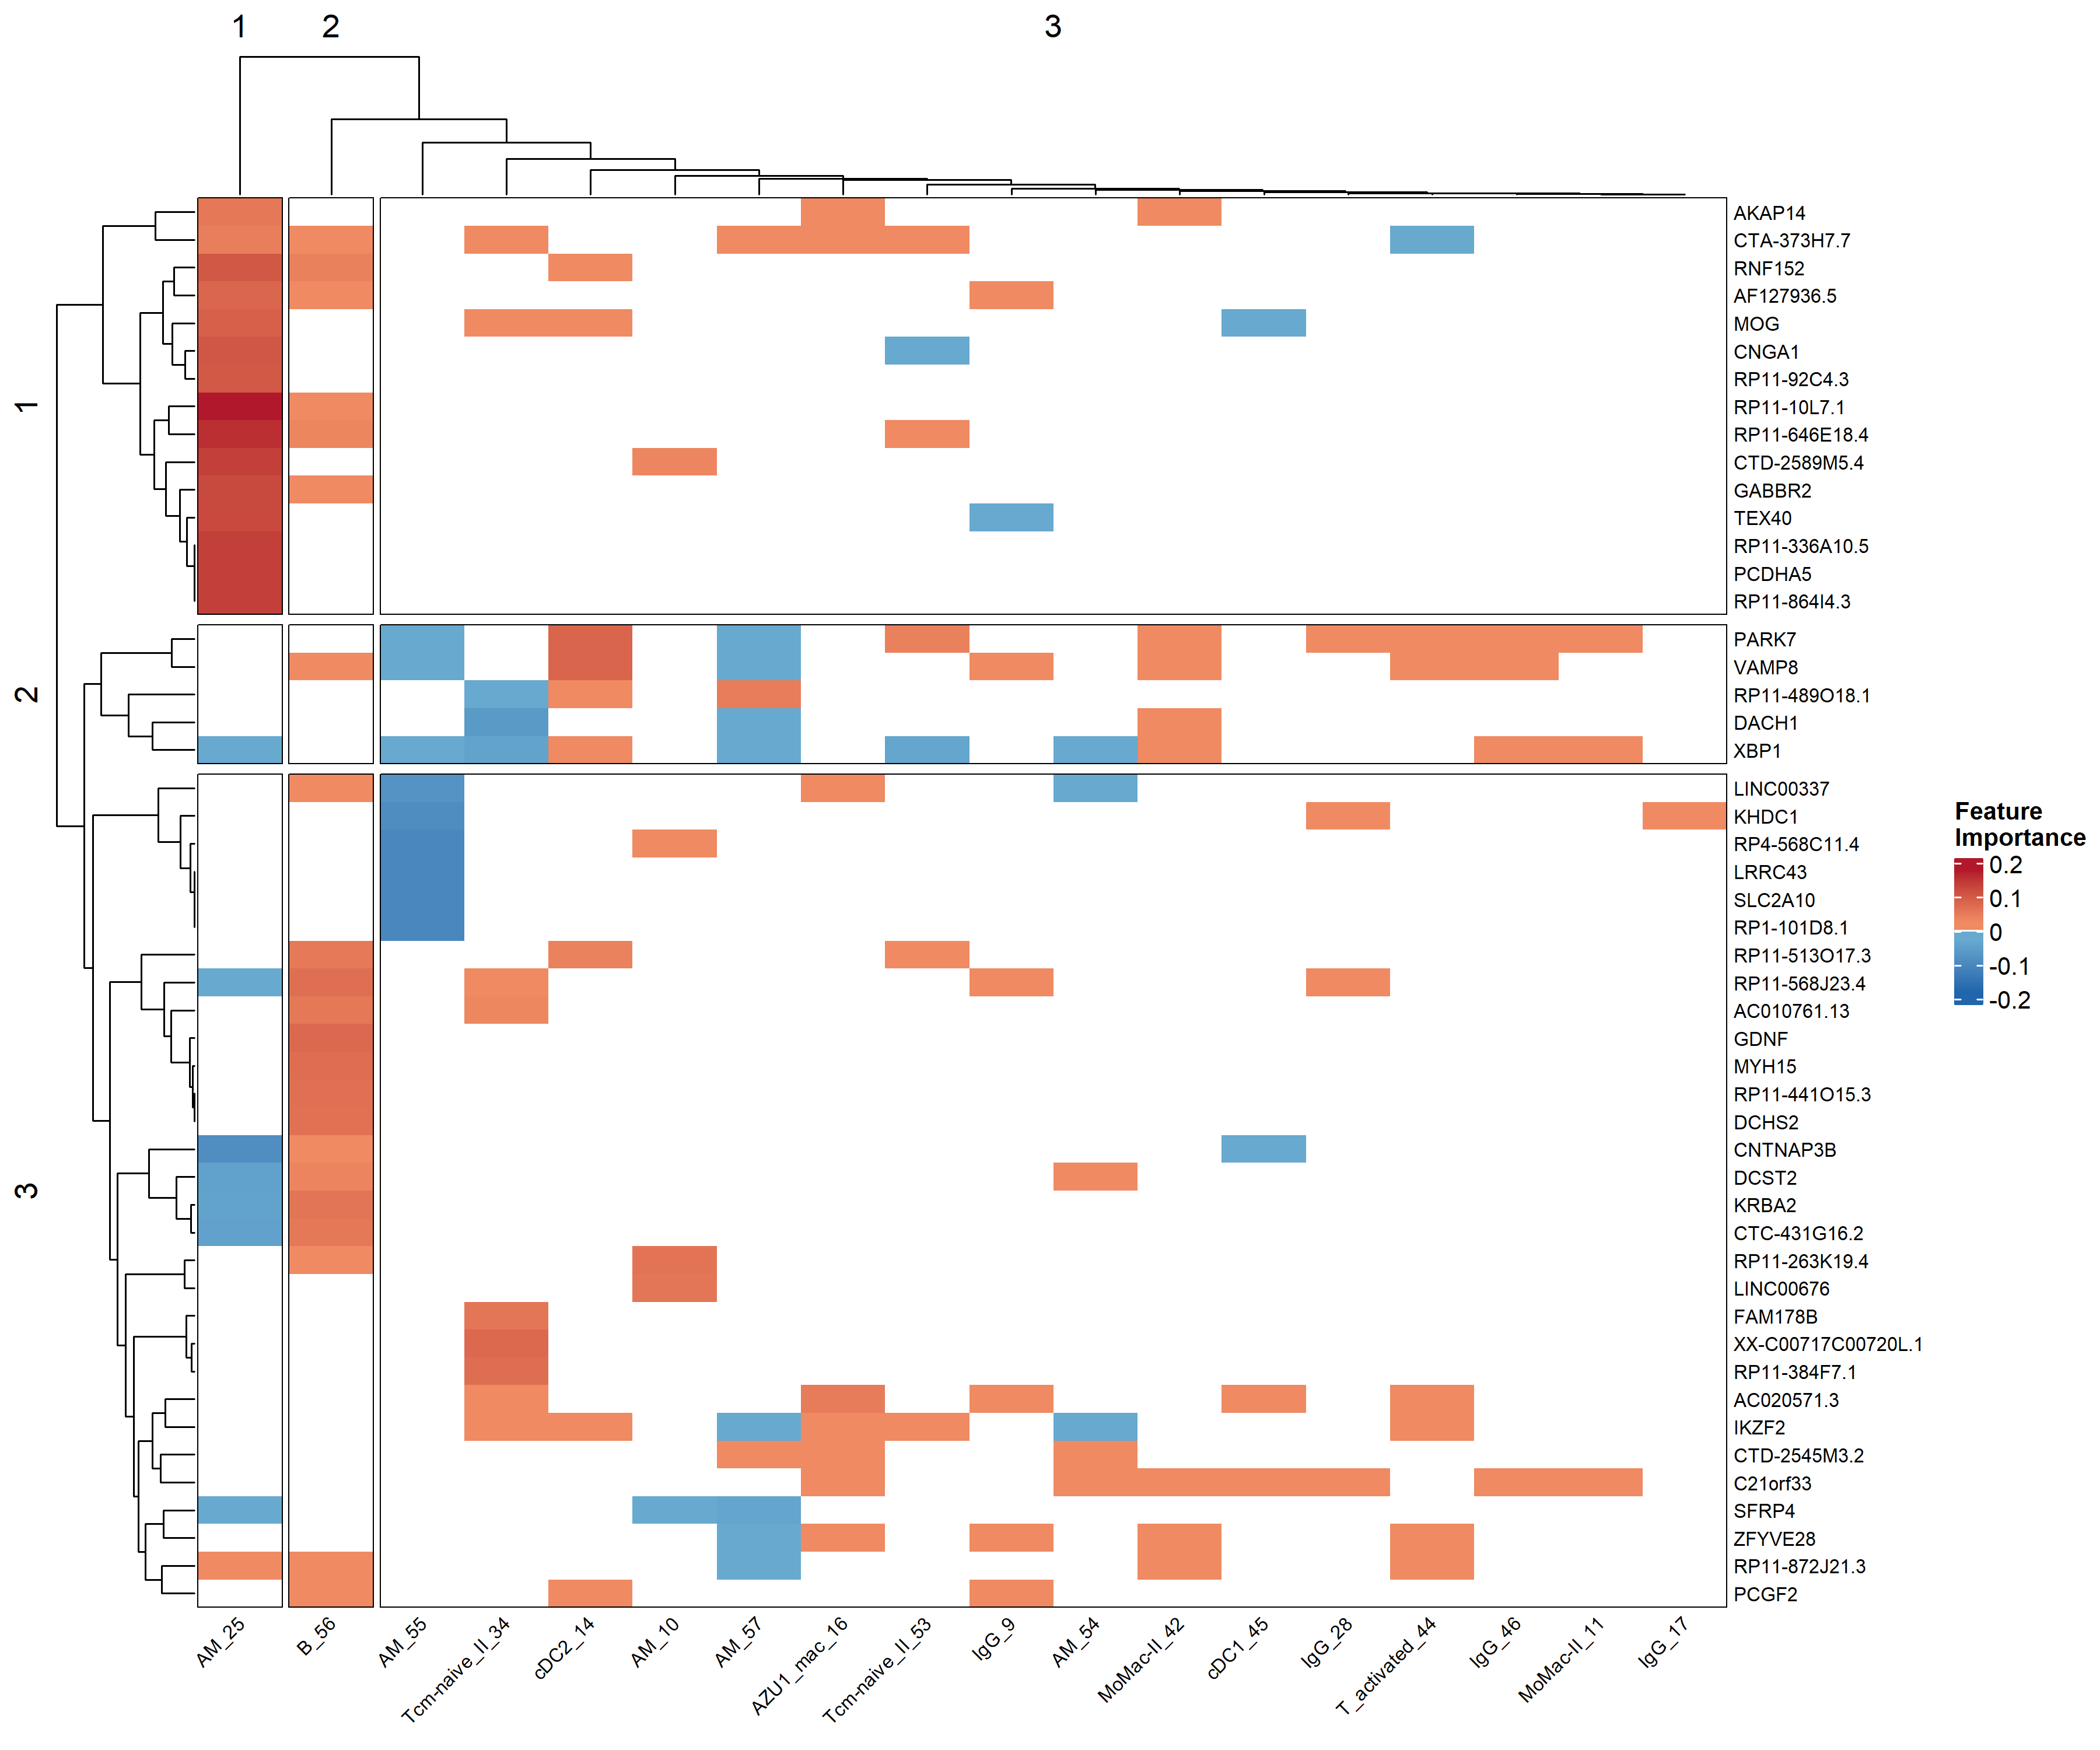 1 2 3
1
2
3
AKAP14
CTA-373H7.7
RNF152
AF127936.5
MOG
CNGA1
RP11-92C4.3
RP11-10L7.1
RP11-646E18.4
CTD-2589M5.4
GABBR2
TEX40
RP11-336A10.5
PCDHA5
RP11-864I4.3
PARK7
VAMP8
RP11-489O18.1
DACH1
XBP1
LINC00337
KHDC1
RP4-568C11.4
LRRC43
SLC2A10
RP1-101D8.1
RP11-513O17.3
RP11-568J23.4
AC010761.13
GDNF
MYH15
RP11-441O15.3
DCHS2
CNTNAP3B
DCST2
KRBA2
CTC-431G16.2
RP11-263K19.4
LINC00676
FAM178B
XX-C00717C00720L.1
RP11-384F7.1
AC020571.3
IKZF2
CTD-2545M3.2
C21orf33
SFRP4
ZFYVE28
RP11-872J21.3
PCGF2
Feature
Importance
0.2
0.1
0
-0.1
-0.2
AM_25
B_56
AM_55
Tcm-naive_II_34
cDC2_14
AM_10
AM_57
AZU1_mac_16
Tcm-naive_II_53
IgG_9
AM_54
MoMac-II_42
cDC1_45
IgG_28
T_activated_44
IgG_46
MoMac-II_11
IgG_17